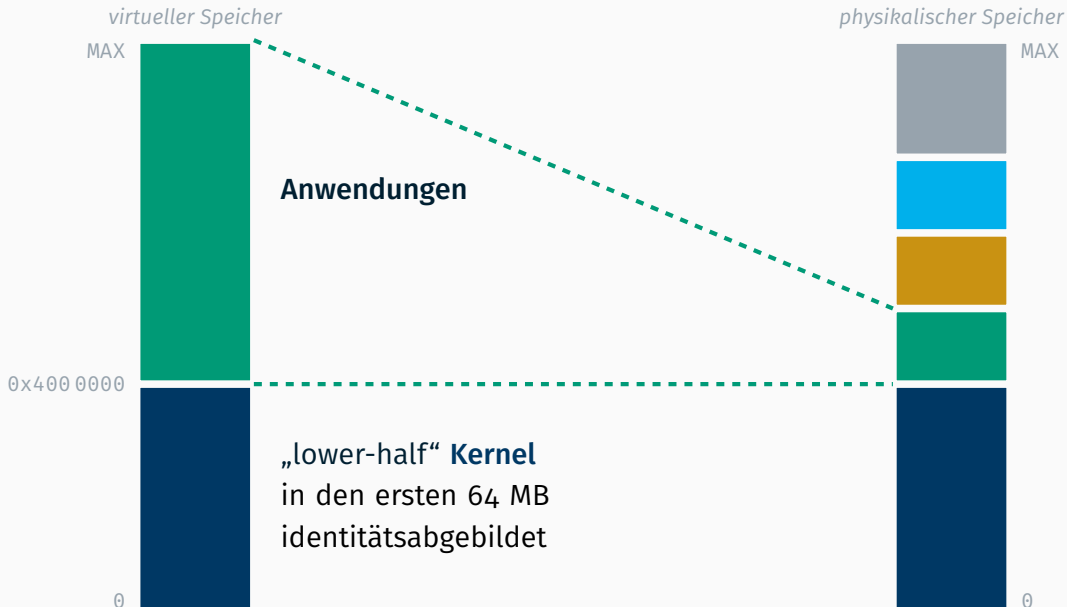 virtueller Speicher
physikalischer Speicher
MAX
MAX
Anwendungen
0x400 0000
„lower-half“ Kernel
in den ersten 64 MB
identitätsabgebildet
0
0